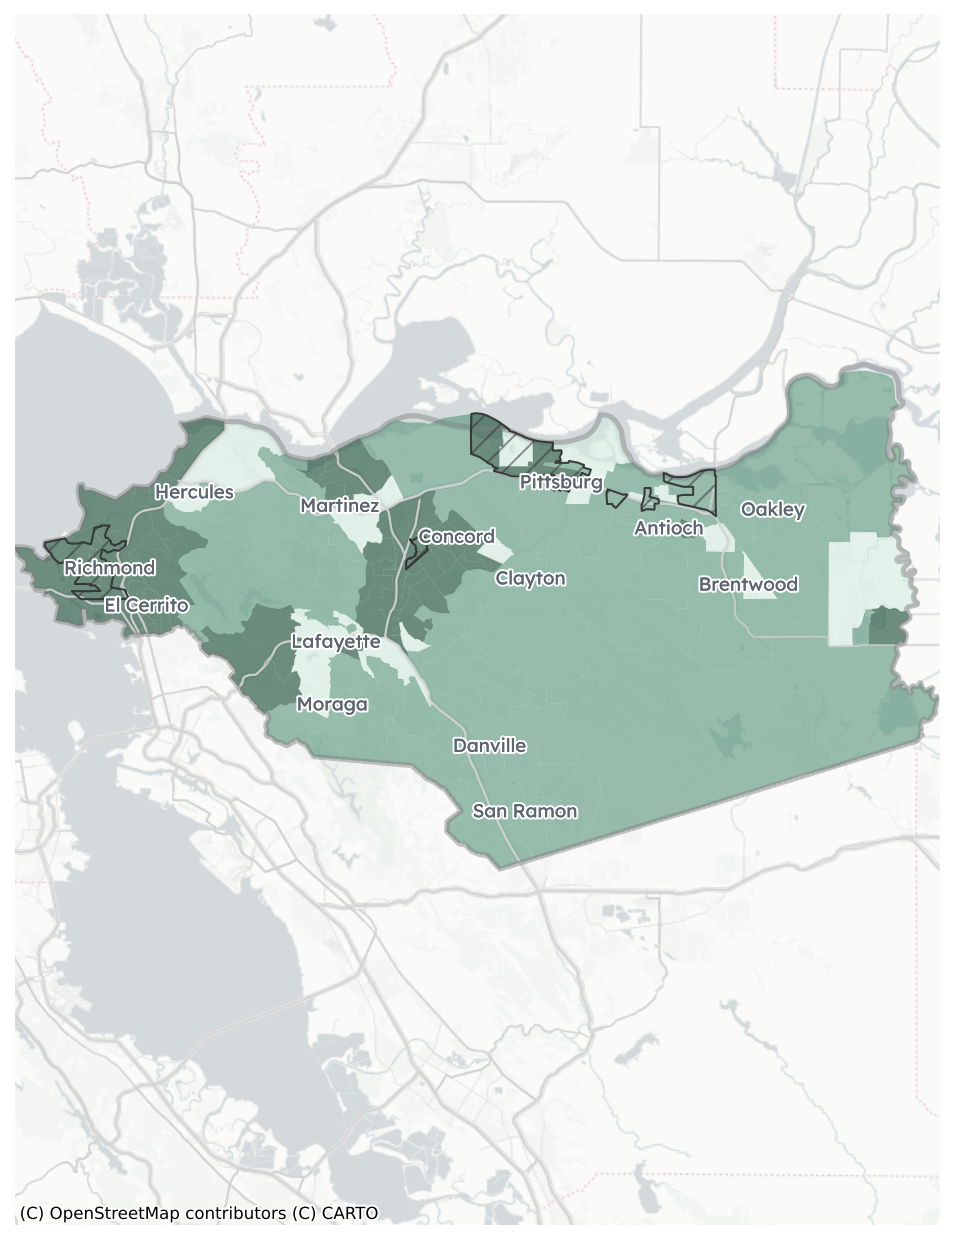 Hercules
Martinez
Pittsburg
Antioch
Oakley
Concord
Richmond
Clayton
Brentwood
El Cerrito
Lafayette
Moraga
Danville
San Ramon
(C) OpenStreetMap contributors (C) CARTO